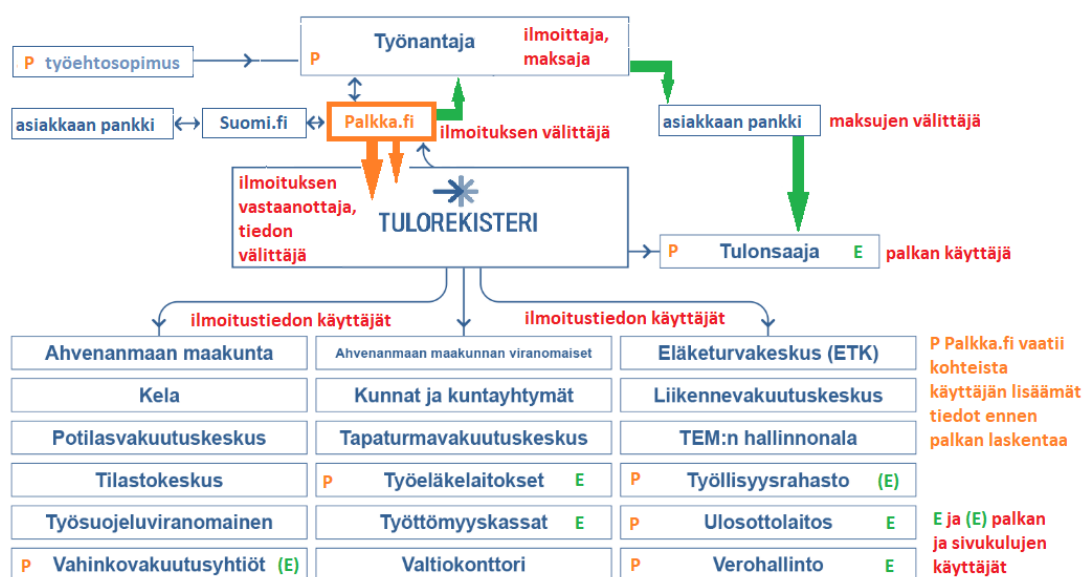 Työnantaja
ilmoittaja,
maksaja
P
P työehtosopimus
asiakkaan pankki
Suomi.fi
Palkka.fi
ilmoituksen välittäjä
asiakkaan pankki
maksujen välittäjä
ilmoituksen
vastaanottaja,
tiedon
välittäjä
TULOREKISTERI
P Tulonsaaja E
palkan käyttäjä
ilmoitustiedon käyttäjät
ilmoitustiedon käyttäjät
Ahvenanmaan maakunta
Ahvenanmaan maakunnan viranomaiset
Eläketurvakeskus (ETK)
Kela
Kunnat ja kuntayhtymät
Liikennevakuutuskeskus
Potilasvakuutuskeskus
Tapaturmavakuutuskeskus
TEM:n hallinnonala
Tilastokeskus
P Työeläkelaitokset E
P Työllisyysrahasto (E)
Työsuojeluviranomainen
Työttömyyskassat E
P Ulosottolaitos E
P Vahinkovakuutusyhtiöt (E)
Valtiokonttori
P Verohallinto E
P Palkka.fi vaatii
kohteista
käyttäjän lisäämät
tiedot ennen
palkan laskentaa
E ja (E) palkan
ja sivukulujen
käyttäjät